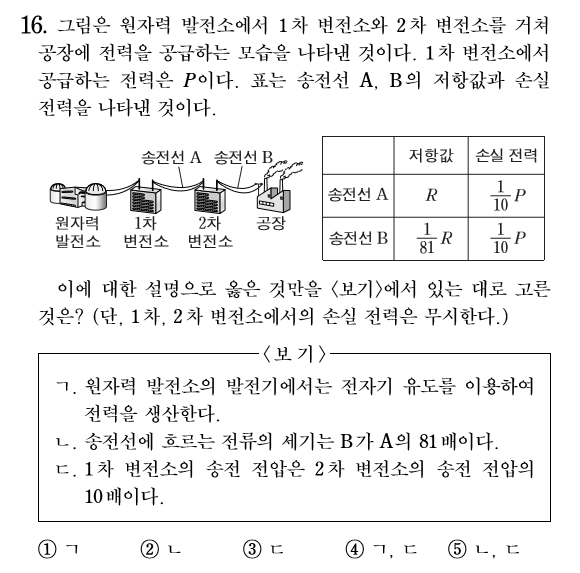 16. 그림은 원자력 발전소에서 1차 변전소와 2차 변전소를 거쳐
공장에 전력을 공급하는 모습을 나타낸 것이다. 1차 변전소에서
공급하는 전력은 P이다. 표는 송전선 A, B의 저항값과 손실
전력을 나타낸 것이다.
송전선 A 송전선 B
원자력 발전소
1차 변전소
2차 변전소
공장
저항값 손실 전력
송전선 A R 1/10 P
송전선 B 1/81 R 1/10 P
이에 대한 설명으로 옳은 것만을 <보기>에서 있는 대로 고른
것은? (단, 1차, 2차 변전소에서의 손실 전력은 무시한다.)
<보 기>
ㄱ. 원자력 발전소의 발전기에서는 전자기 유도를 이용하여
전력을 생산한다.
ㄴ. 송전선에 흐르는 전류의 세기는 B가 A의 81배이다.
ㄷ. 1차 변전소의 송전 전압은 2차 변전소의 송전 전압의
10배이다.
① ㄱ ② ㄴ ③ ㄷ ④ ㄱ, ㄷ ⑤ ㄴ, ㄷ